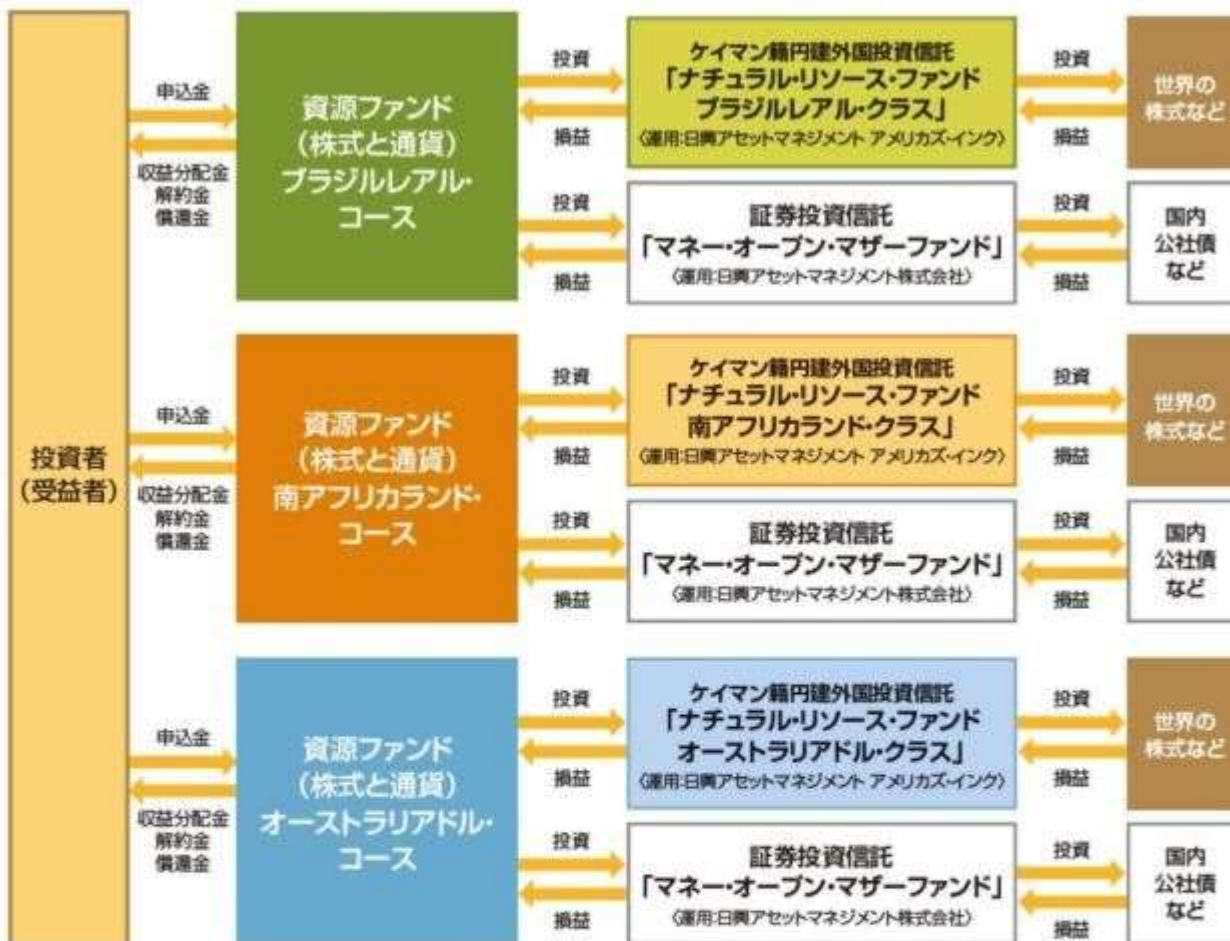 投資者
(受益者)
申込金
収益分配金
解約金
償還金
資源ファンド
(株式と通貨)
ブラジルレアル・
コース
投資
損益
ケイマン籍円建外国投資信託
「ナチュラル・リソース・ファンド
ブラジルレアル・クラス」
〈運用:日興アセットマネジメント アメリカズ・インク〉
投資
損益
世界の
株式など
投資
損益
証券投資信託
「マネー・オープン・マザーファンド」
〈運用:日興アセットマネジメント株式会社〉
投資
損益
国内
公社債
など
申込金
収益分配金
解約金
償還金
資源ファンド
(株式と通貨)
南アフリカランド・
コース
投資
損益
ケイマン籍円建外国投資信託
「ナチュラル・リソース・ファンド
南アフリカランド・クラス」
〈運用:日興アセットマネジメント アメリカズ・インク〉
投資
損益
世界の
株式など
投資
損益
証券投資信託
「マネー・オープン・マザーファンド」
〈運用:日興アセットマネジメント株式会社〉
投資
損益
国内
公社債
など
申込金
収益分配金
解約金
償還金
資源ファンド
(株式と通貨)
オーストラリアドル・
コース
投資
損益
ケイマン籍円建外国投資信託
「ナチュラル・リソース・ファンド
オーストラリアドル・クラス」
〈運用:日興アセットマネジメント アメリカズ・インク〉
投資
損益
世界の
株式など
投資
損益
証券投資信託
「マネー・オープン・マザーファンド」
〈運用:日興アセットマネジメント株式会社〉
投資
損益
国内
公社債
など